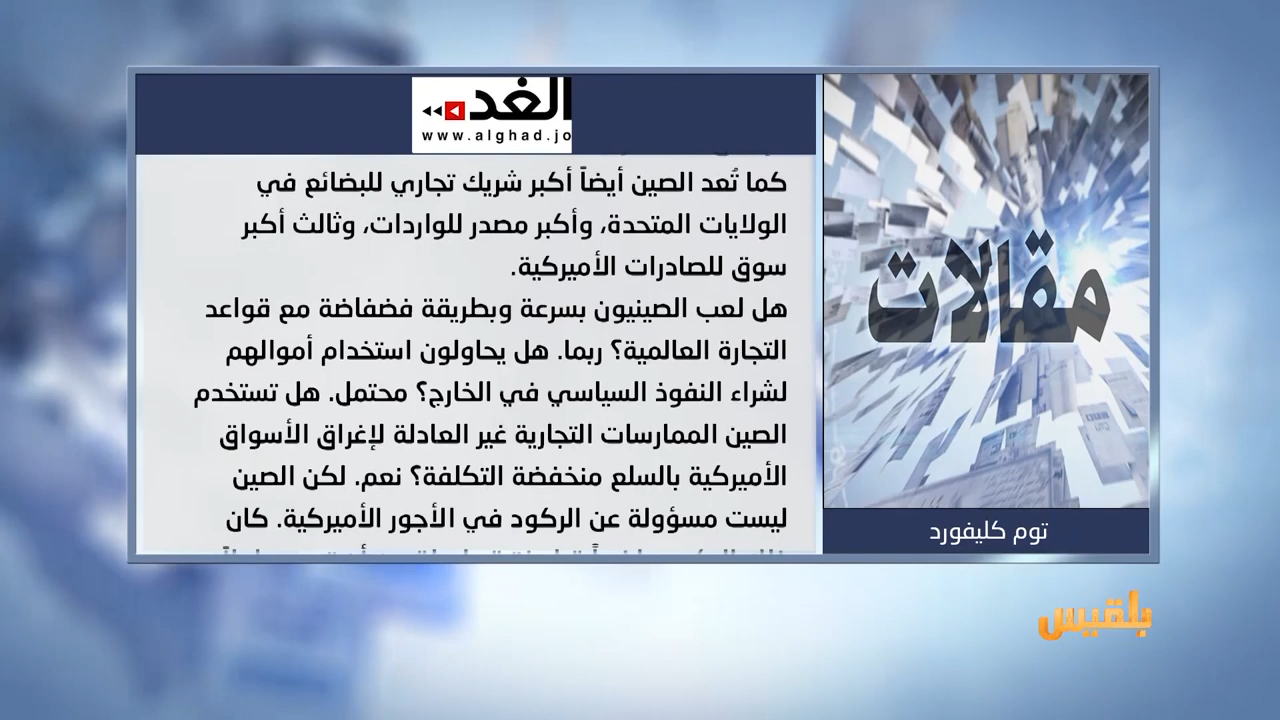 الغد
www.alghad.jo
كما تُعد الصين أيضاً أكبر شريك تجاري للبضائع في
الولايات المتحدة، وأكبر مصدر للواردات، وثالث أكبر
سوق للصادرات الأميركية.
هل لعب الصينيون بسرعة وبطريقة فضفاضة مع قواعد
التجارة العالمية؟ ربما. هل يحاولون استخدام أموالهم
لشراء النفوذ السياسي في الخارج؟ محتمل. هل تستخدم
الصين الممارسات التجارية غير العادلة لإغراق الأسواق
الأميركية بالسلع منخفضة التكلفة؟ نعم. لكن الصين
ليست مسؤولة عن الركود في الأجور الأميركية. كان
مقالات
توم كليفورد
بلقيس